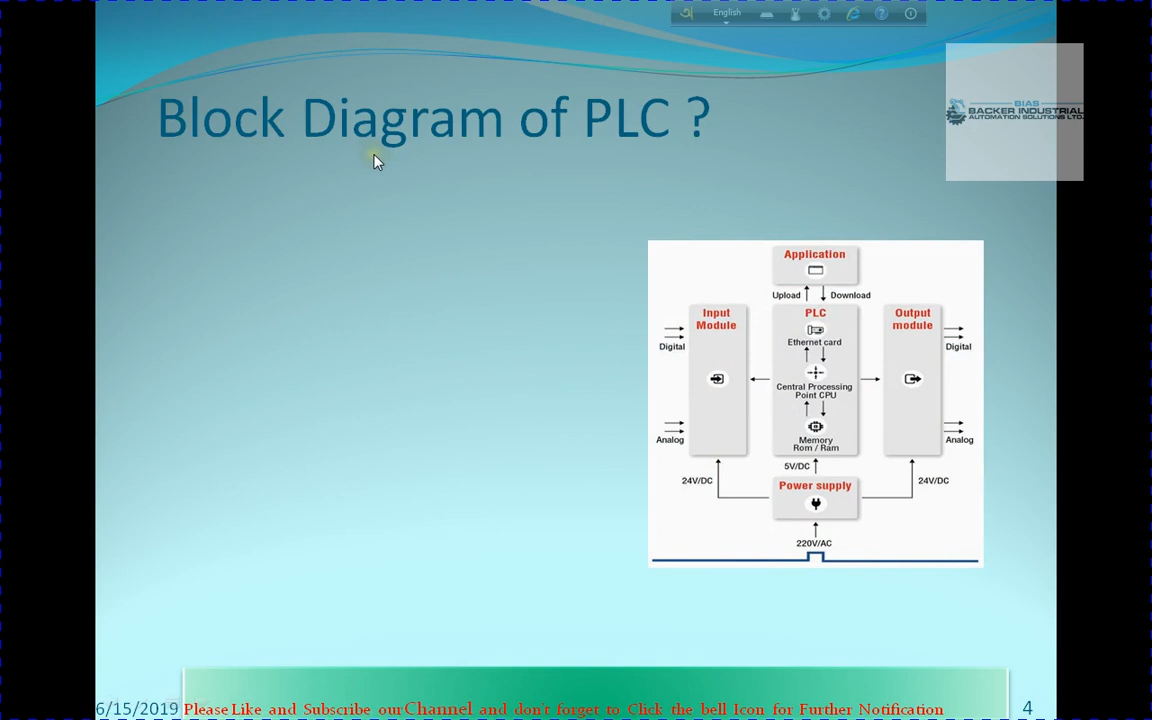 English
BIAS
BACKER INDUSTRIAL
AUTOMATION SOLUTIONS LTD.
Block Diagram of PLC ?
Application
Upload
Download
Input
Module
PLC
Output
module
Ethernet card
Digital
Digital
Central Processing
Point CPU
Analog
Memory
Rom / Ram
Analog
5V/DC
24V/DC
Power supply
24V/DC
220V/AC
6/15/2019 Please Like and Subscribe our Channel and don't forget to Click the bell Icon for Further Notification 4